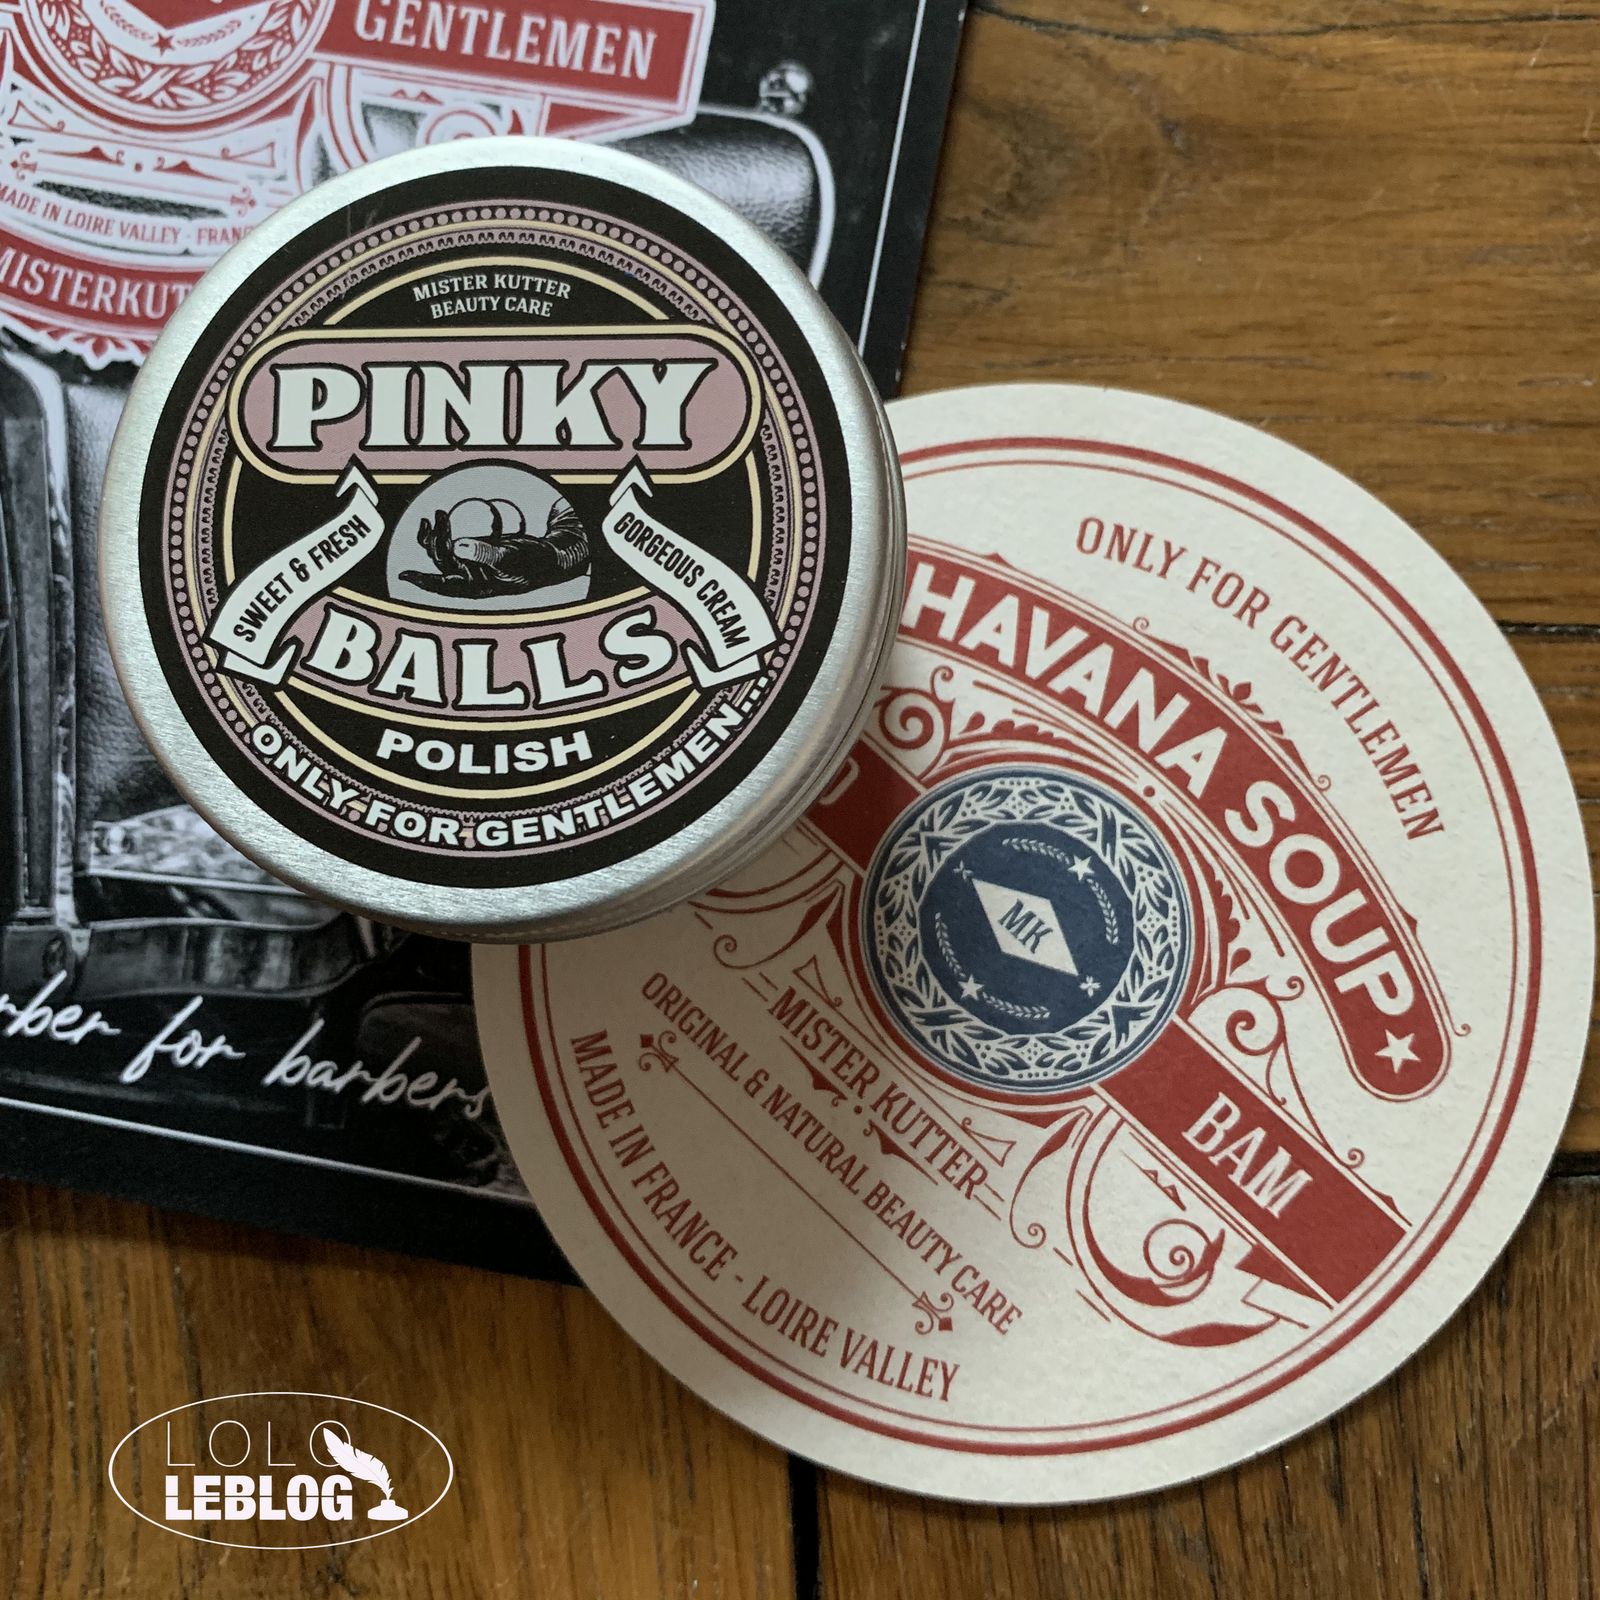 GENTLEMEN
MADE IN LOIRE VALLEY - FRANC
MISTERKUT
MISTER KUTTER
BEAUTY CARE
PINKY
SWEET & FRESH
GORGEOUS CREAM
BALLS
POLISH
ONLY FOR GENTLEMEN...
for barbers
ONLY FOR GENTLEMEN
HAVANA SOUP
MK
BAM
MISTER KUTTER
ORIGINAL & NATURAL BEAUTY CARE
MADE IN FRANCE - LOIRE VALLEY
LOLO
LEBLOG